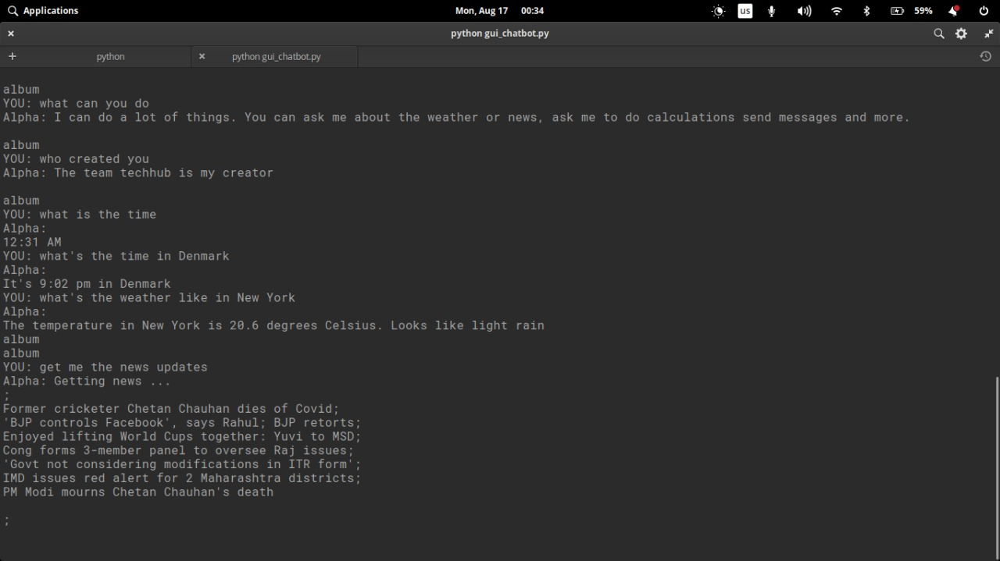 Applications
Mon, Aug 17 00:34
us
59%
python gui_chatbot.py
python
python gui_chatbot.py
album
YOU: what can you do
Alpha: I can do a lot of things. You can ask me about the weather or news, ask me to do calculations send messages and more.
album
YOU: who created you
Alpha: The team techhub is my creator
album
YOU: what is the time
Alpha:
12:31 AM
YOU: what's the time in Denmark
Alpha:
It's 9:02 pm in Denmark
YOU: what's the weather like in New York
Alpha:
The temperature in New York is 20.6 degrees Celsius. Looks like light rain
album
album
YOU: get me the news updates
Alpha: Getting news ...
;
Former cricketer Chetan Chauhan dies of Covid;
'BJP controls Facebook', says Rahul; BJP retorts;
Enjoyed lifting World Cups together: Yuvi to MSD;
Cong forms 3-member panel to oversee Raj issues;
'Govt not considering modifications in ITR form';
IMD issues red alert for 2 Maharashtra districts;
PM Modi mourns Chetan Chauhan's death
;